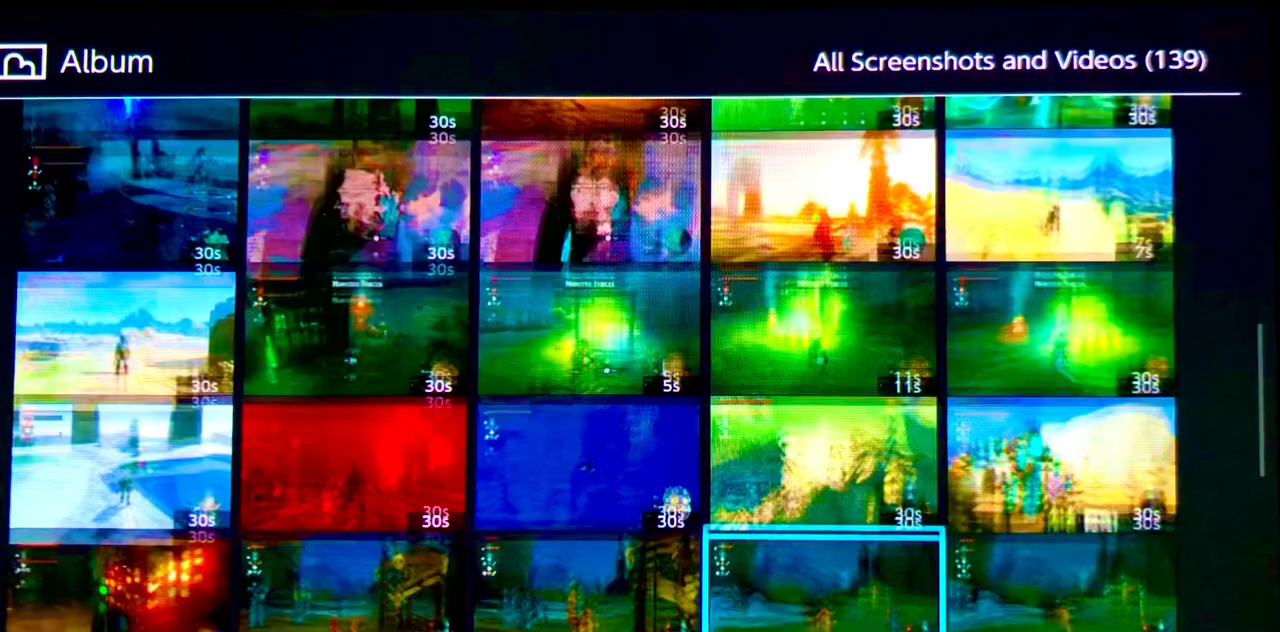 Album
All Screenshots and Videos (139)
30s 30s 30s 30s
30s 30s
30s 30s 30s 7s
30s
30s 30s 5s 11s 30s
30s 30s 30s 30s 30s
30s